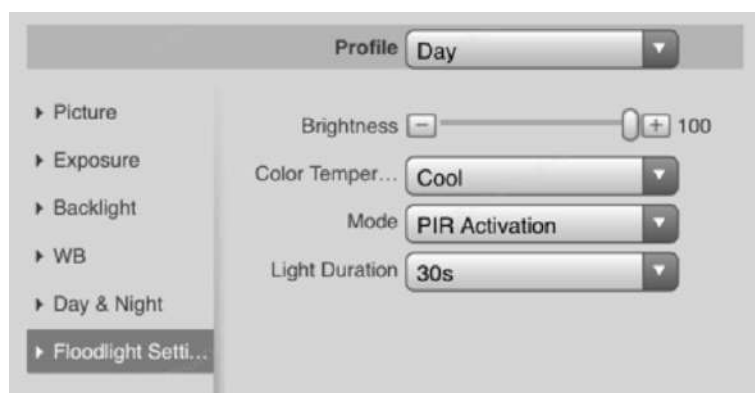 Profile Day
Picture
Exposure
Backlight
WB
Day & Night
Floodlight Setti...
Brightness - + 100
Color Temper... Cool
Mode PIR Activation
Light Duration 30s